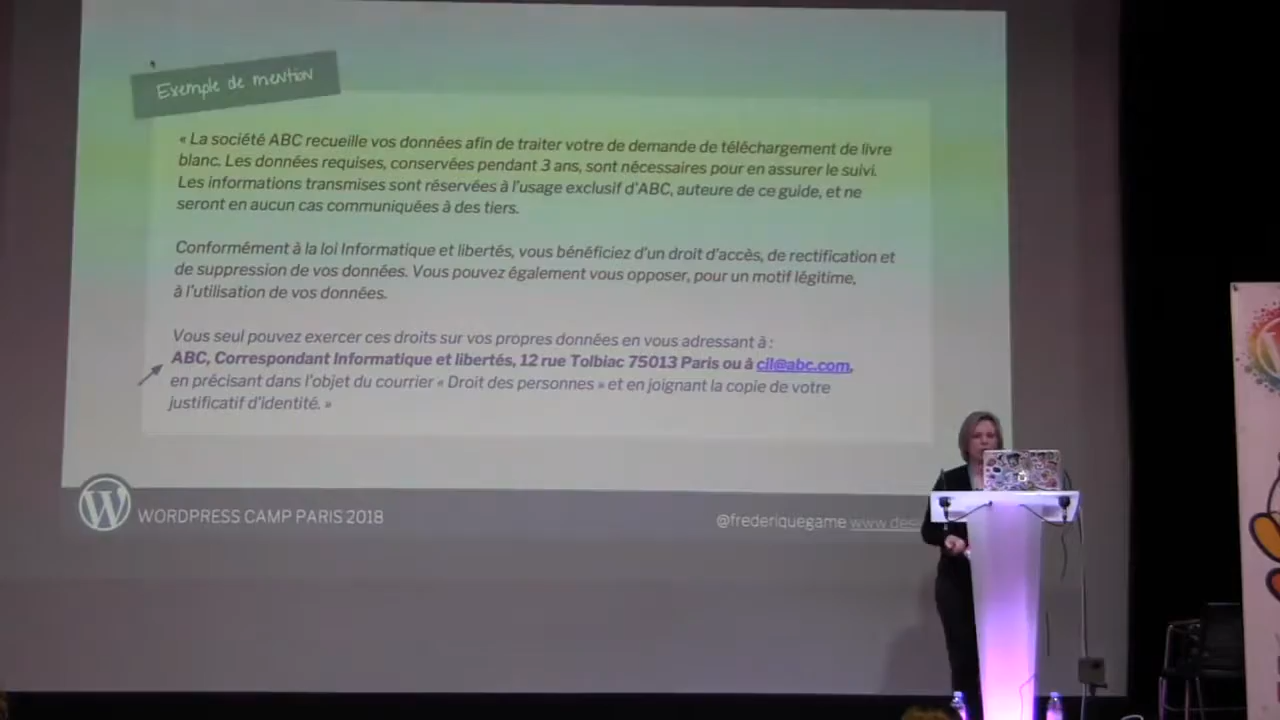 Exemple de mention
« La société ABC recueille vos données afin de traiter votre de demande de téléchargement de livre
blanc. Les données requises, conservées pendant 3 ans, sont nécessaires pour en assurer le suivi.
Les informations transmises sont réservées à l'usage exclusif d'ABC, auteure de ce guide, et ne
seront en aucun cas communiquées à des tiers.
Conformément à la loi Informatique et libertés, vous bénéficiez d'un droit d'accès, de rectification et
de suppression de vos données. Vous pouvez également vous opposer, pour un motif légitime,
à l'utilisation de vos données.
Vous seul pouvez exercer ces droits sur vos propres données en vous adressant à :
ABC, Correspondant Informatique et libertés, 12 rue Tolbiac 75013 Paris ou à cil@abc.com,
en précisant dans l'objet du courrier « Droit des personnes » et en joignant la copie de votre
justificatif d'identité. »
WORDPRESS CAMP PARIS 2018
@frederiquegame www.des